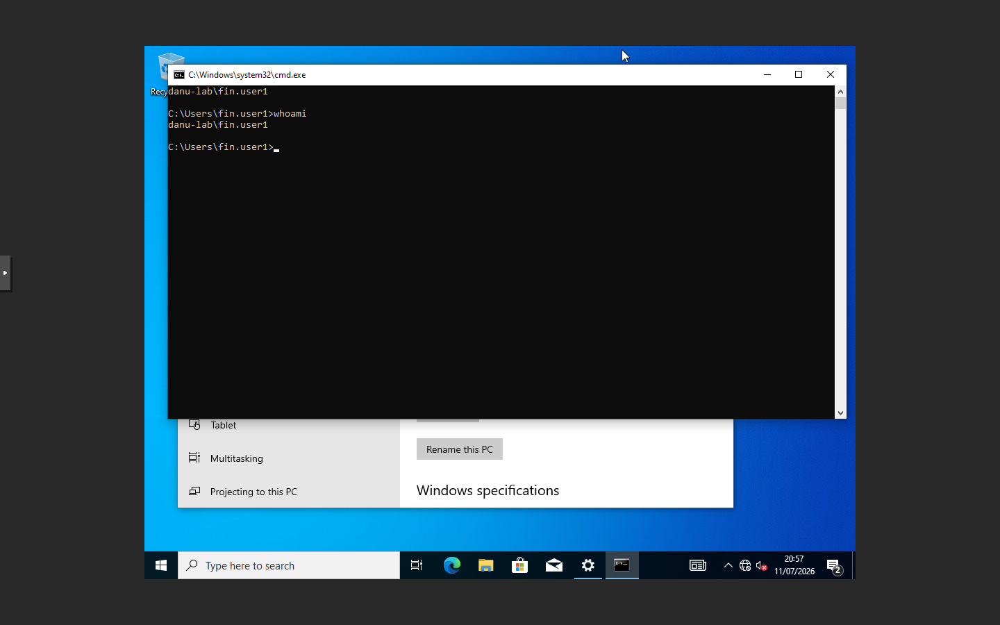 Recy
C:\Windows\system32\cmd.exe
danu-lab\fin.user1
C:\Users\fin.user1>whoami
danu-lab\fin.user1
C:\Users\fin.user1>
Tablet
Multitasking
Projecting to this PC
Rename this PC
Windows specifications
Type here to search
20:57
11/07/2026
2